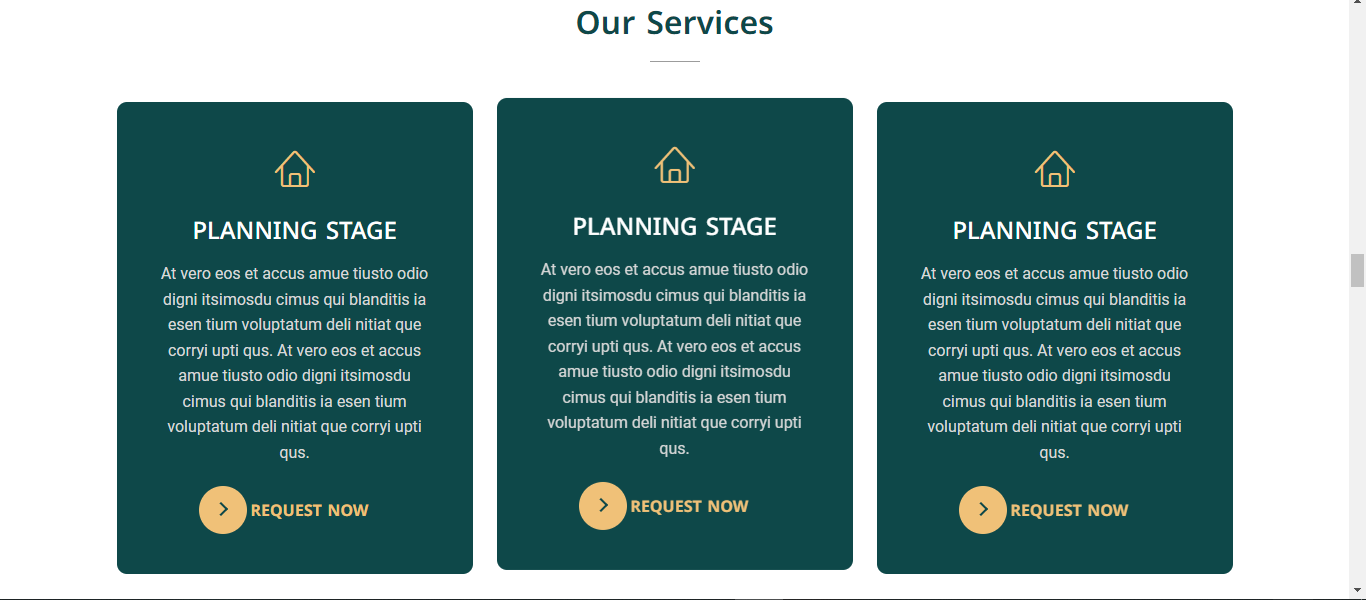 Our Services
PLANNING STAGE
At vero eos et accus amue tiusto odio
digni itsimosdu cimus qui blanditis ia
esen tium voluptatum deli nitiat que
corryi upti qus. At vero eos et accus
amue tiusto odio digni itsimosdu
cimus qui blanditis ia esen tium
voluptatum deli nitiat que corryi upti
qus.
REQUEST NOW
PLANNING STAGE
At vero eos et accus amue tiusto odio
digni itsimosdu cimus qui blanditis ia
esen tium voluptatum deli nitiat que
corryi upti qus. At vero eos et accus
amue tiusto odio digni itsimosdu
cimus qui blanditis ia esen tium
voluptatum deli nitiat que corryi upti
qus.
REQUEST NOW
PLANNING STAGE
At vero eos et accus amue tiusto odio
digni itsimosdu cimus qui blanditis ia
esen tium voluptatum deli nitiat que
corryi upti qus. At vero eos et accus
amue tiusto odio digni itsimosdu
cimus qui blanditis ia esen tium
voluptatum deli nitiat que corryi upti
qus.
REQUEST NOW